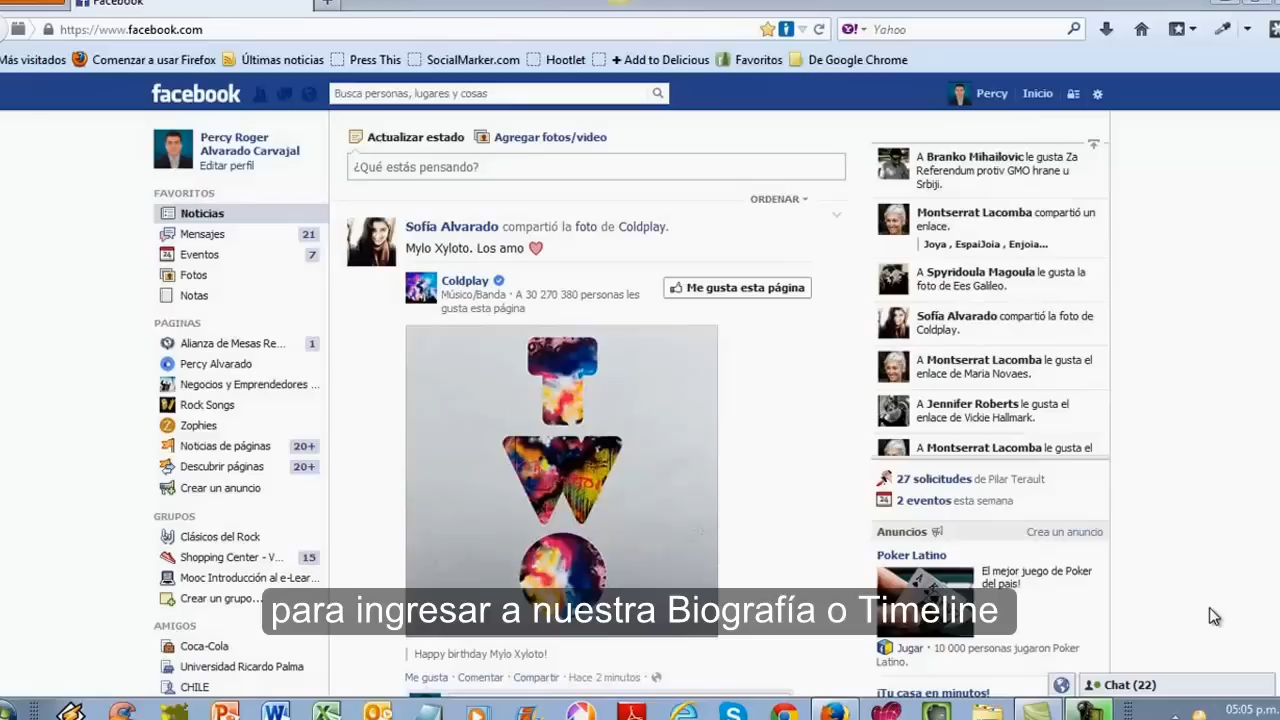 Facebook
https://www.facebook.com
Yahoo
Más visitados
Comenzar a usar Firefox
Últimas noticias
Press This
SocialMarker.com
Hootlet
+ Add to Delicious
Favoritos
De Google Chrome
facebook
Busca personas, lugares y cosas
Percy
Inicio
Percy Roger
Alvarado Carvajal
Editar perfil
FAVORITOS
Noticias
Mensajes 21
Eventos 7
Fotos
Notas
PAGINAS
Alianza de Mesas Re... 1
Percy Alvarado
Negocios y Emprendedores ...
Rock Songs
Zophies
Noticias de páginas 20+
Descubrir páginas 20+
Crear un anuncio
GRUPOS
Clásicos del Rock
Shopping Center - V... 15
Mooc Introducción al e-Lear...
Crear un grupo...
AMIGOS
Coca-Cola
Universidad Ricardo Palma
CHILE
Actualizar estado
Agregar fotos/video
¿Qué estás pensando?
ORDENAR
Sofía Alvarado compartió la foto de Coldplay.
Mylo Xyloto. Los amo
Coldplay
Músico/Banda · A 30 270 380 personas les
gusta esta página
Me gusta esta página
para ingresar a nuestra Biografía o Timeline
Happy birthday Mylo Xyloto!
Me gusta · Comentar · Compartir · Hace 2 minutos ·
A Branko Mihailovic le gusta Za
Referendum protiv GMO hrane u
Srbiji.
Montserrat Lacomba compartió un
enlace.
Joya , EspaiJoia , Enjoia...
A Spyridoula Magoula le gusta la
foto de Ees Galileo.
Sofía Alvarado compartió la foto de
Coldplay.
A Montserrat Lacomba le gusta el
enlace de Maria Novaes.
A Jennifer Roberts le gusta el
enlace de Vickie Hallmark.
A Montserrat Lacomba le gusta el
27 solicitudes de Pilar Terault
2 eventos esta semana
Anuncios
Crea un anuncio
Poker Latino
El mejor juego de Poker
del pais!
Jugar · 10 000 personas jugaron Poker
Latino.
¡Tu casa en minutos!
Chat (22)
05:05 p.m.